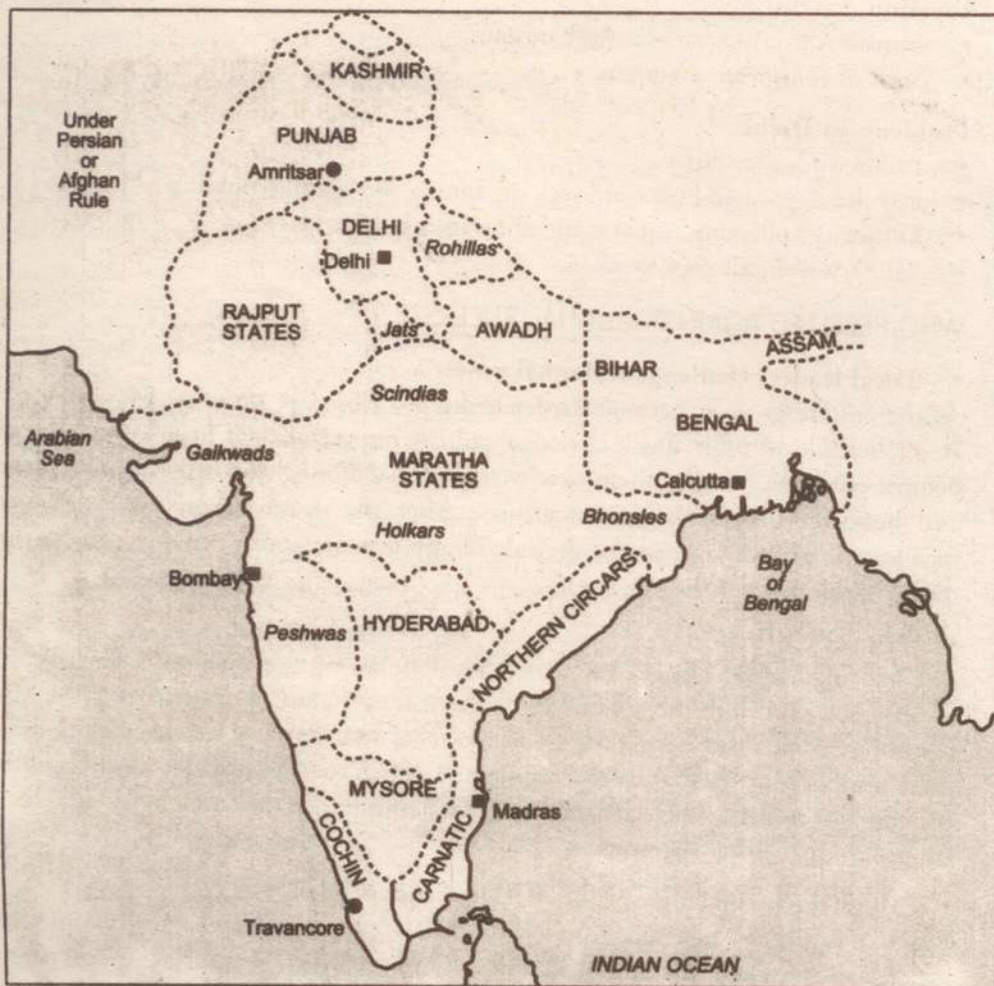 KASHMIR
Under
Persian
or
Afghan
Rule
PUNJAB
Amritsar
DELHI
Delhi
Rohillas
RAJPUT
STATES
Jats
AWADH
ASSAM
BIHAR
Scindias
Arabian
Sea
Gaikwads
MARATHA
STATES
BENGAL
Calcutta
Holkars
Bhonsles
Bombay
Bay
of
Bengal
Peshwas
HYDERABAD
NORTHERN CIRCARS
MYSORE
Madras
COCHIN
CARNATIC
Travancore
INDIAN OCEAN